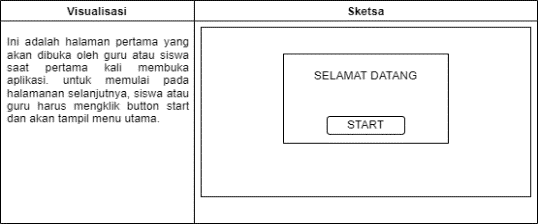 Visualisasi
Sketsa
Ini adalah halaman pertama yang
akan dibuka oleh guru atau siswa
saat pertama kali membuka
aplikasi. untuk memulai pada
halamanan selanjutnya, siswa atau
guru harus mengklik button start
dan akan tampil menu utama.
SELAMAT DATANG
START